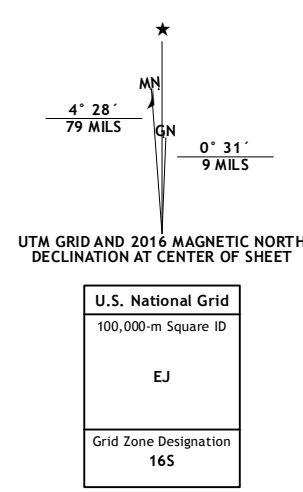 ★
MN
4° 28´
79 MILS
GN
0° 31´
9 MILS
UTM GRID AND 2016 MAGNETIC NORTH
DECLINATION AT CENTER OF SHEET
U.S. National Grid
100,000-m Square ID
EJ
Grid Zone Designation
16S